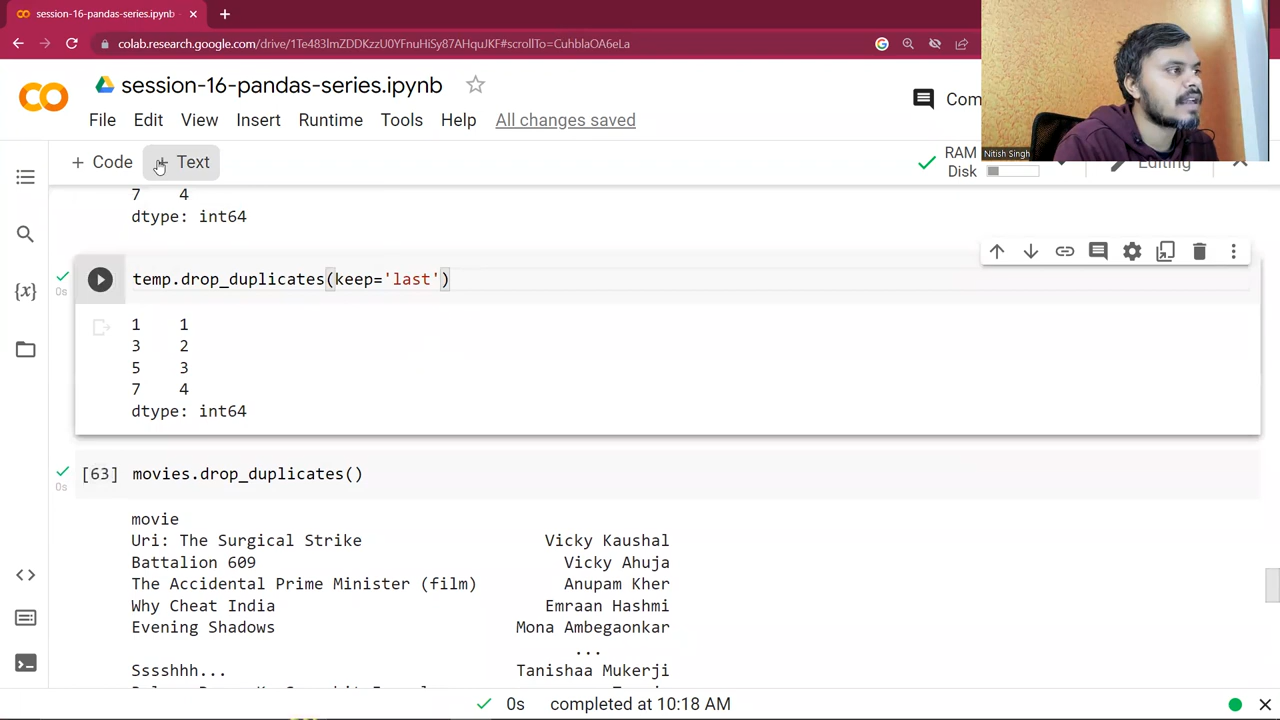 session-16-pandas-series.ipynb
colab.research.google.com/drive/1Te483lmZDDKzzU0YFnuHiSy87AHquJKF#scrollTo=CuhblaOA6eLa
session-16-pandas-series.ipynb
File Edit View Insert Runtime Tools Help All changes saved
Com
Nitish Singh
+ Code + Text
RAM
Disk
Editing
7 4
dtype: int64
temp.drop_duplicates(keep='last')
0s
1 1
3 2
5 3
7 4
dtype: int64
[63] movies.drop_duplicates()
0s
movie
Uri: The Surgical Strike Vicky Kaushal
Battalion 609 Vicky Ahuja
The Accidental Prime Minister (film) Anupam Kher
Why Cheat India Emraan Hashmi
Evening Shadows Mona Ambegaonkar
...
Sssshhh... Tanishaa Mukerji
0s completed at 10:18 AM